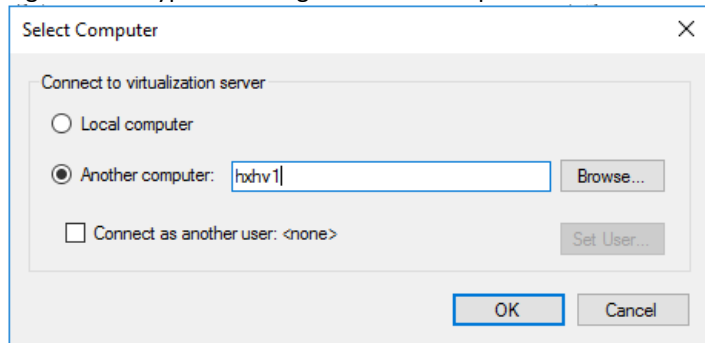 Select Computer
Connect to virtualization server
Local computer
Another computer: hxhv1 Browse...
Connect as another user: <none> Set User...
OK Cancel